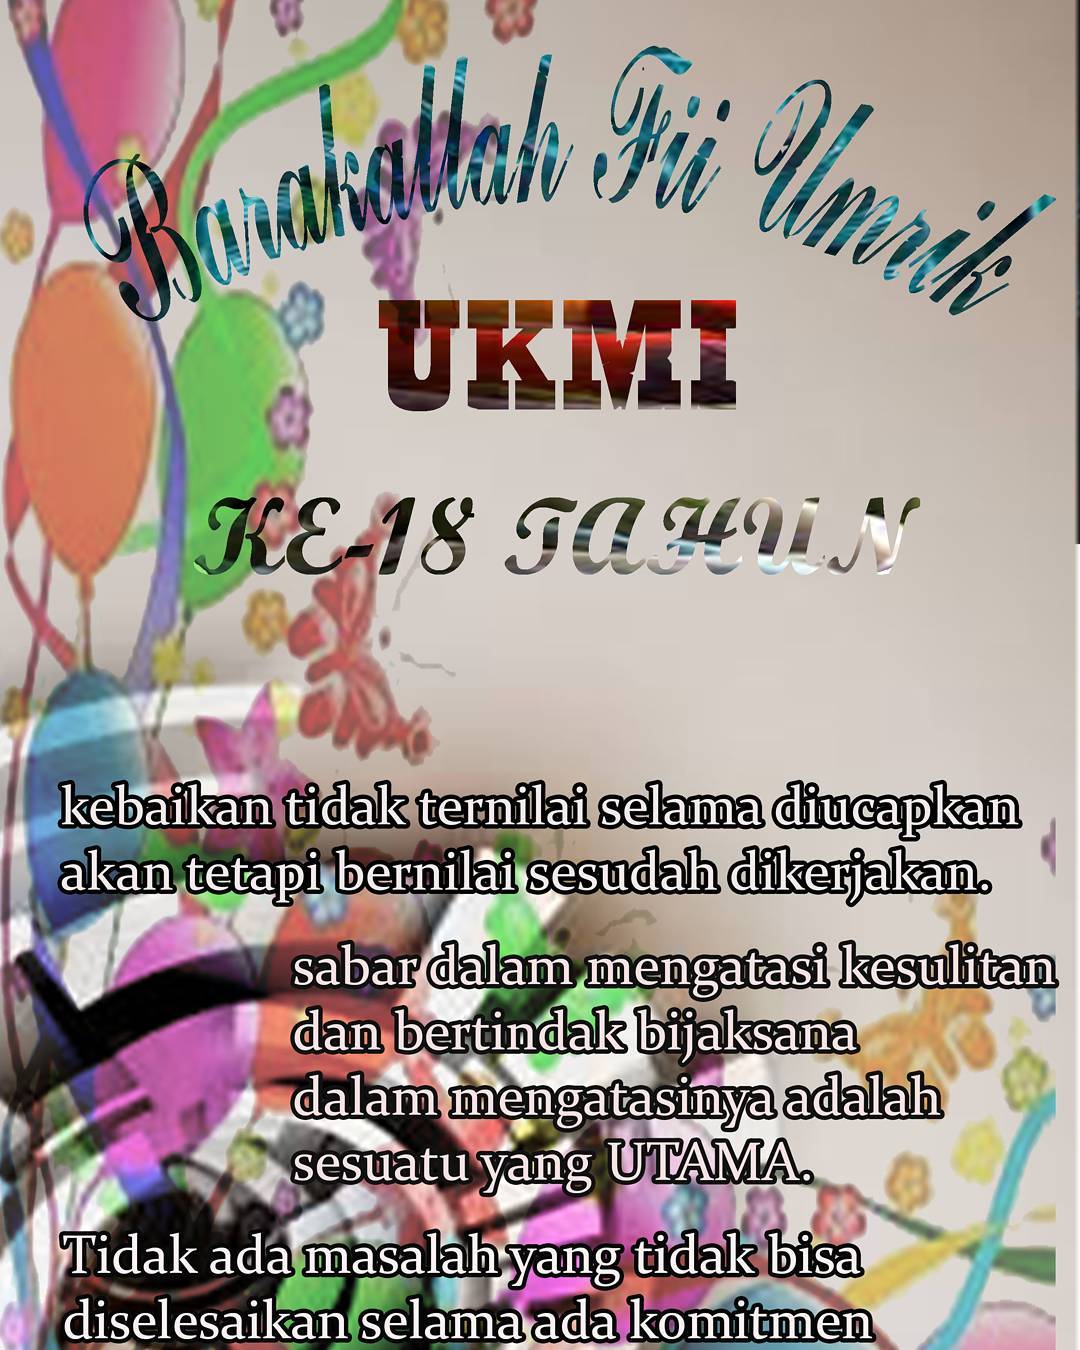 Barakallah Fii Umrik
UKMI
KE-18 TAHUN
kebaikan tidak ternilai selama diucapkan
akan tetapi bernilai sesudah dikerjakan.
sabar dalam mengatasi kesulitan
dan bertindak bijaksana
dalam mengatasinya adalah
sesuatu yang UTAMA.
Tidak ada masalah yang tidak bisa
diselesaikan selama ada komitmen